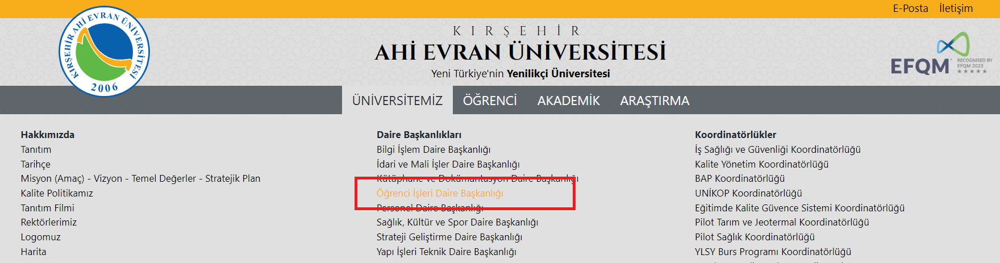 E-Posta İletişim
KIRŞEHİR AHİ EVRAN ÜNİVERSİTESİ
2006
KIRŞEHİR
AHİ EVRAN ÜNİVERSİTESİ
Yeni Türkiye'nin Yenilikçi Üniversitesi
EFQM
RECOGNISED BY
EFQM 2023
ÜNİVERSİTEMİZ ÖĞRENCİ AKADEMİK ARAŞTIRMA
Hakkımızda
Tanıtım
Tarihçe
Misyon (Amaç) - Vizyon - Temel Değerler - Stratejik Plan
Kalite Politikamız
Tanıtım Filmi
Rektörlerimiz
Logomuz
Harita
Daire Başkanlıkları
Bilgi İşlem Daire Başkanlığı
İdari ve Mali İşler Daire Başkanlığı
Kütüphane ve Dokümantasyon Daire Başkanlığı
Öğrenci İşleri Daire Başkanlığı
Personel Daire Başkanlığı
Sağlık, Kültür ve Spor Daire Başkanlığı
Strateji Geliştirme Daire Başkanlığı
Yapı İşleri Teknik Daire Başkanlığı
Koordinatörlükler
İş Sağlığı ve Güvenliği Koordinatörlüğü
Kalite Yönetim Koordinatörlüğü
BAP Koordinatörlüğü
UNİKOP Koordinatörlüğü
Eğitimde Kalite Güvence Sistemi Koordinatörlüğü
Pilot Tarım ve Jeotermal Koordinatörlüğü
Pilot Sağlık Koordinatörlüğü
YLSY Burs Programı Koordinatörlüğü